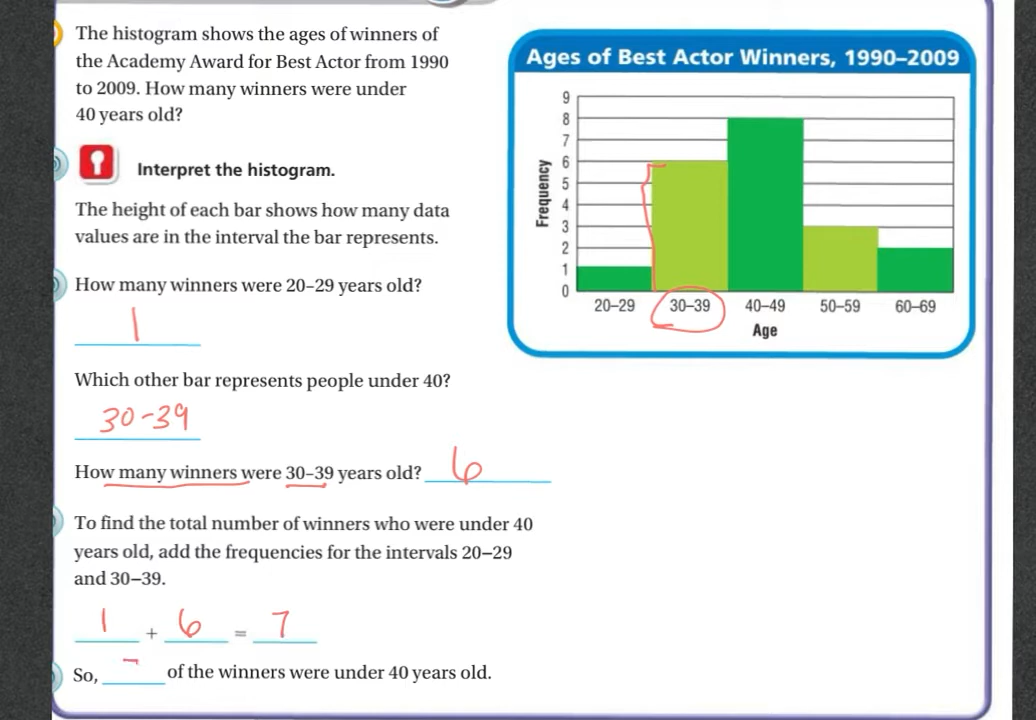 The histogram shows the ages of winners of
the Academy Award for Best Actor from 1990
to 2009. How many winners were under
40 years old?
Interpret the histogram.
The height of each bar shows how many data
values are in the interval the bar represents.
How many winners were 20–29 years old?
1
Which other bar represents people under 40?
30-39
How many winners were 30–39 years old? 6
To find the total number of winners who were under 40
years old, add the frequencies for the intervals 20–29
and 30–39.
1 + 6 = 7
So, of the winners were under 40 years old.
Ages of Best Actor Winners, 1990–2009
Frequency
9
8
7
6
5
4
3
2
1
0
20–29 30–39 40–49 50–59 60–69
Age